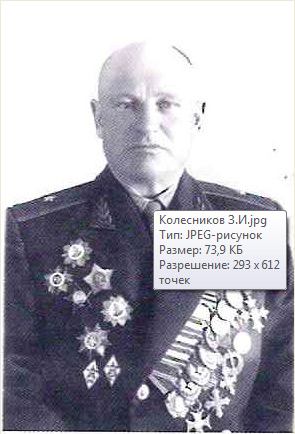 Колесников З.И.jpg
Тип: JPEG-рисунок
Размер: 73,9 КБ
Разрешение: 293 x 612
точек